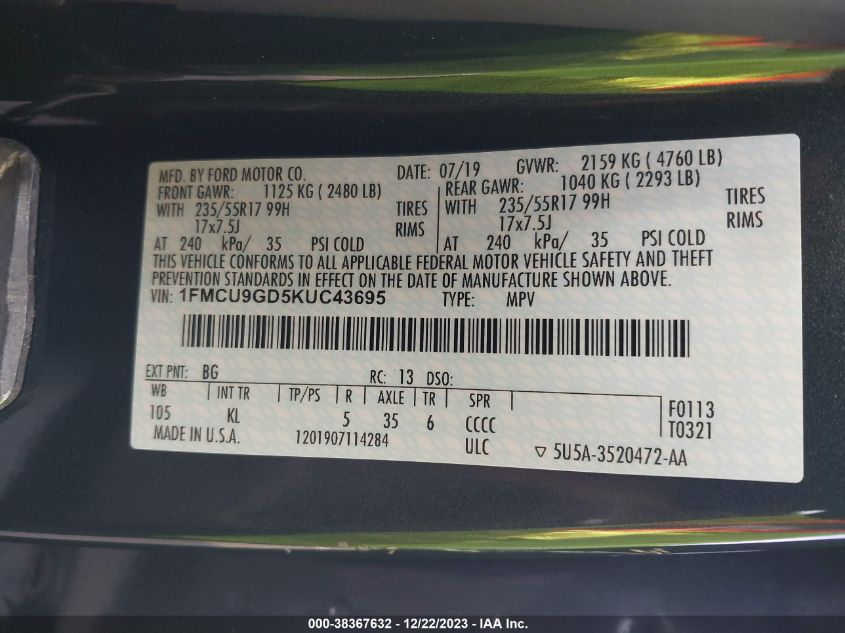 MFD. BY FORD MOTOR CO. DATE: 07/19 GVWR: 2159 KG ( 4760 LB)
FRONT GAWR: 1125 KG ( 2480 LB) REAR GAWR: 1040 KG ( 2293 LB)
WITH 235/55R17 99H TIRES WITH 235/55R17 99H TIRES
17x7.5J RIMS 17x7.5J RIMS
AT 240 kPa/ 35 PSI COLD AT 240 kPa/ 35 PSI COLD
THIS VEHICLE CONFORMS TO ALL APPLICABLE FEDERAL MOTOR VEHICLE SAFETY AND THEFT
PREVENTION STANDARDS IN EFFECT ON THE DATE OF MANUFACTURE SHOWN ABOVE.
VIN: 1FMCU9GD5KUC43695 TYPE: MPV
EXT PNT: BG RC: 13 DSO:
WB INT TR TP/PS R AXLE TR SPR
105 KL 5 35 6 CCCC
F0113
T0321
MADE IN U.S.A. 1201907114284 ULC ▽ 5U5A-3520472-AA
000-38367632 - 12/22/2023 - IAA Inc.